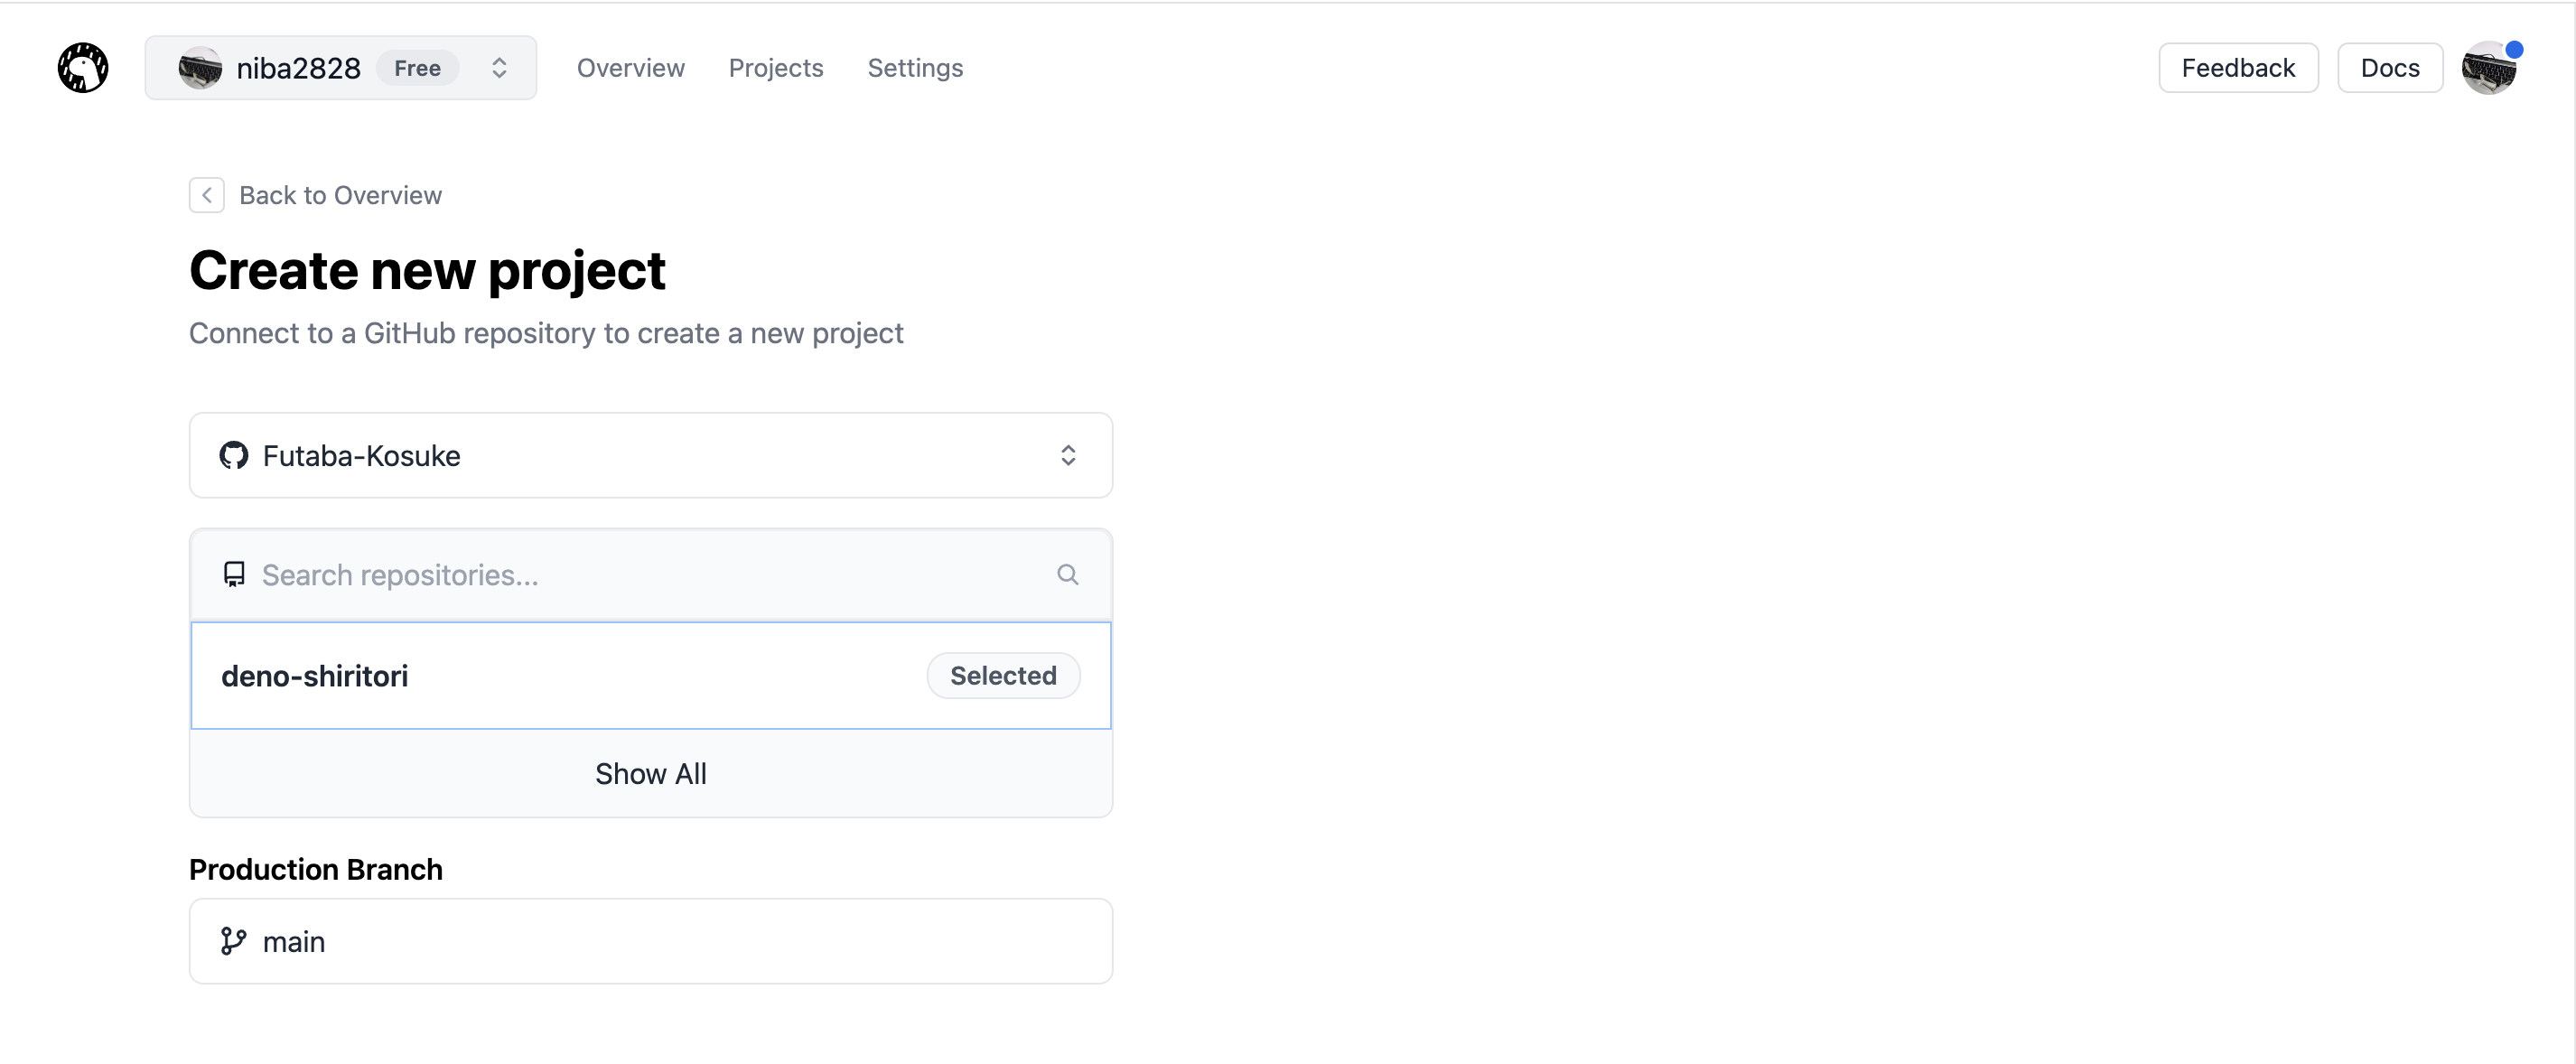 niba2828 Free Overview Projects Settings Feedback Docs
Back to Overview
Create new project
Connect to a GitHub repository to create a new project
Futaba-Kosuke
Search repositories...
deno-shiritori Selected
Show All
Production Branch
main